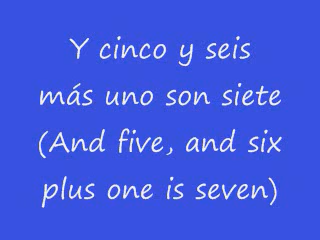 Y cinco y seis
más uno son siete
(And five, and six
plus one is seven)